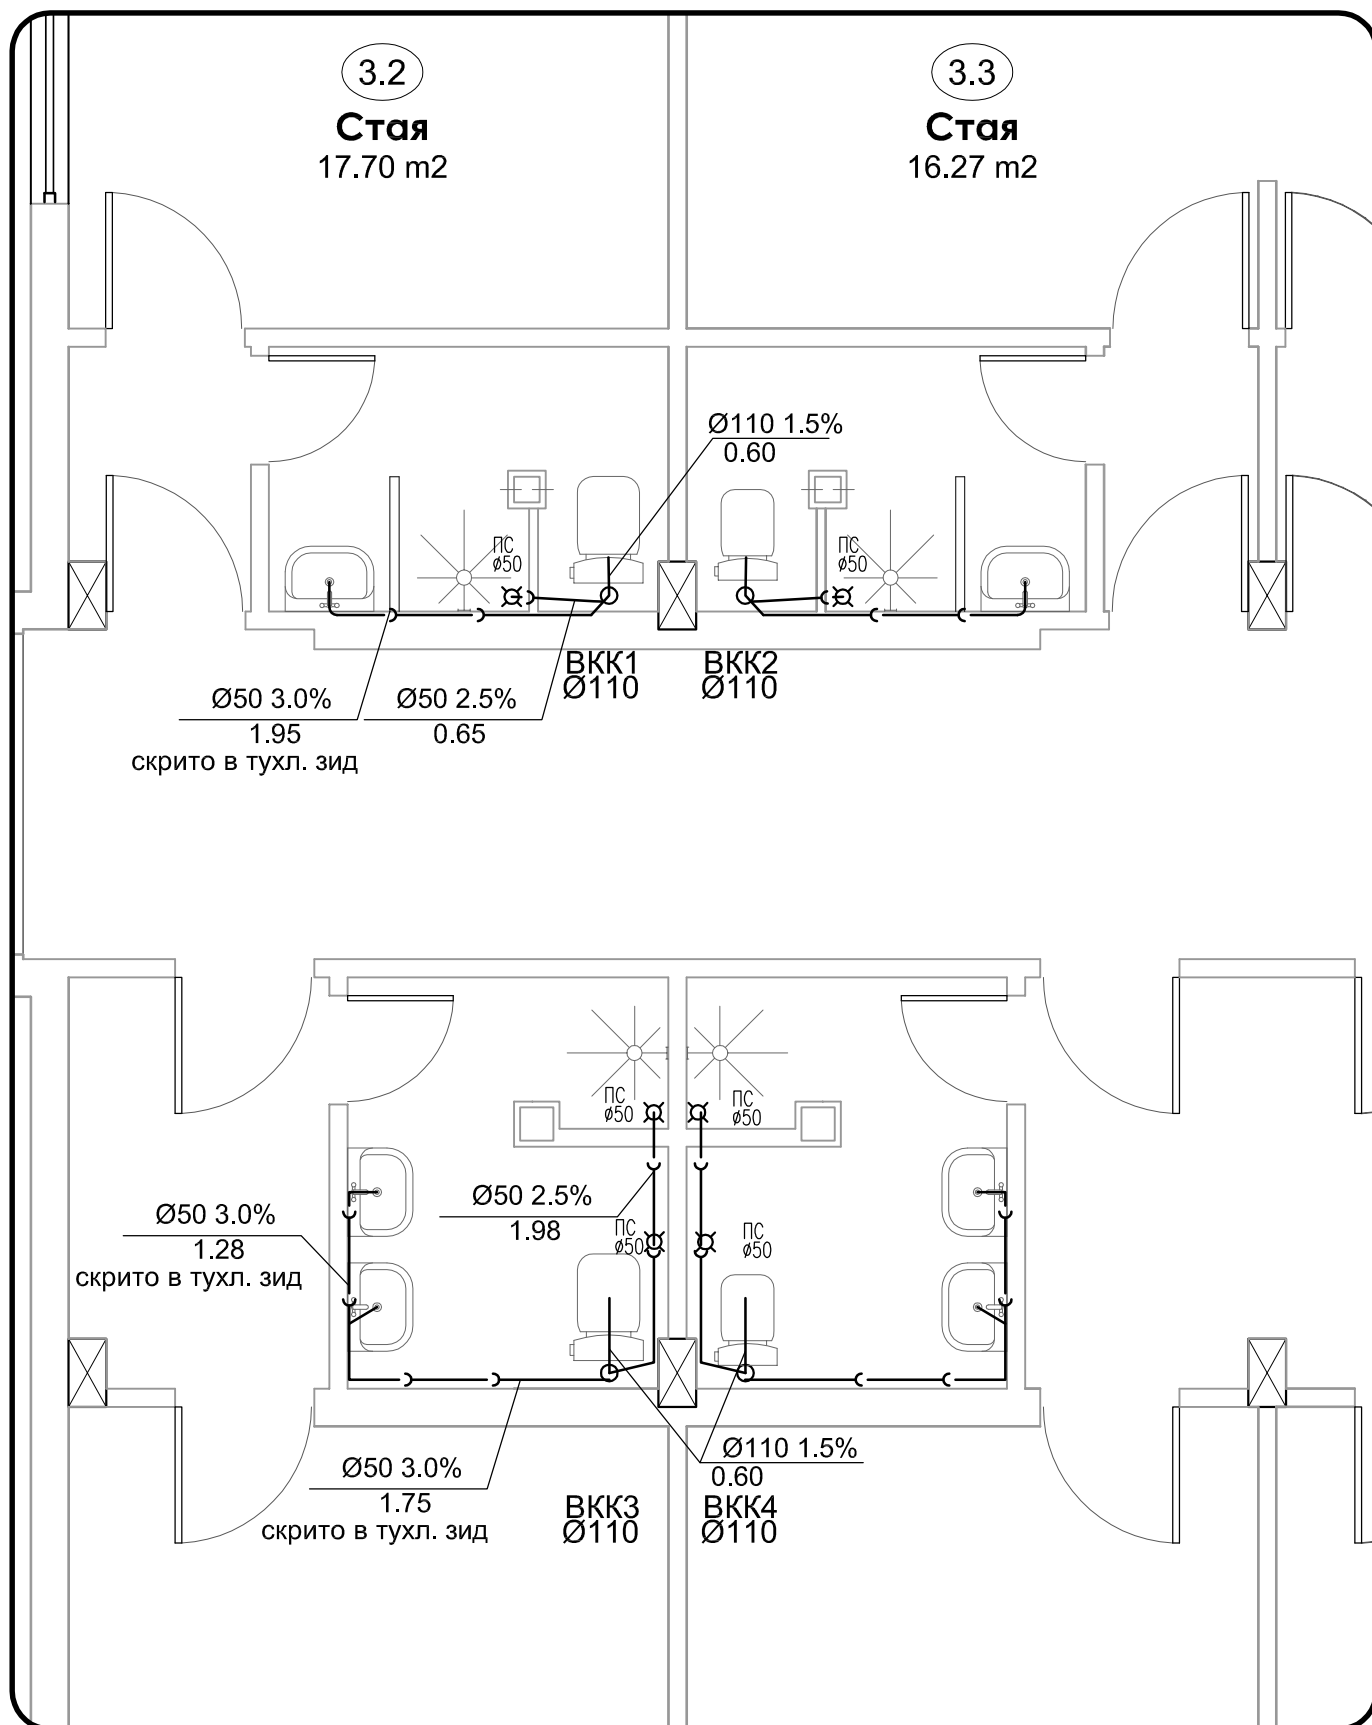 3.2
Стая
17.70 m2
3.3
Стая
16.27 m2
Ø110 1.5%
0.60
ПС
ø50
ПС
ø50
ВКК1
Ø110
ВКК2
Ø110
Ø50 3.0%
1.95
скрито в тухл. зид
Ø50 2.5%
0.65
ПС
ø50
ПС
ø50
Ø50 2.5%
1.98
Ø50 3.0%
1.28
скрито в тухл. зид
ПС
ø50
ПС
ø50
Ø110 1.5%
0.60
Ø50 3.0%
1.75
скрито в тухл. зид
ВКК3
Ø110
ВКК4
Ø110